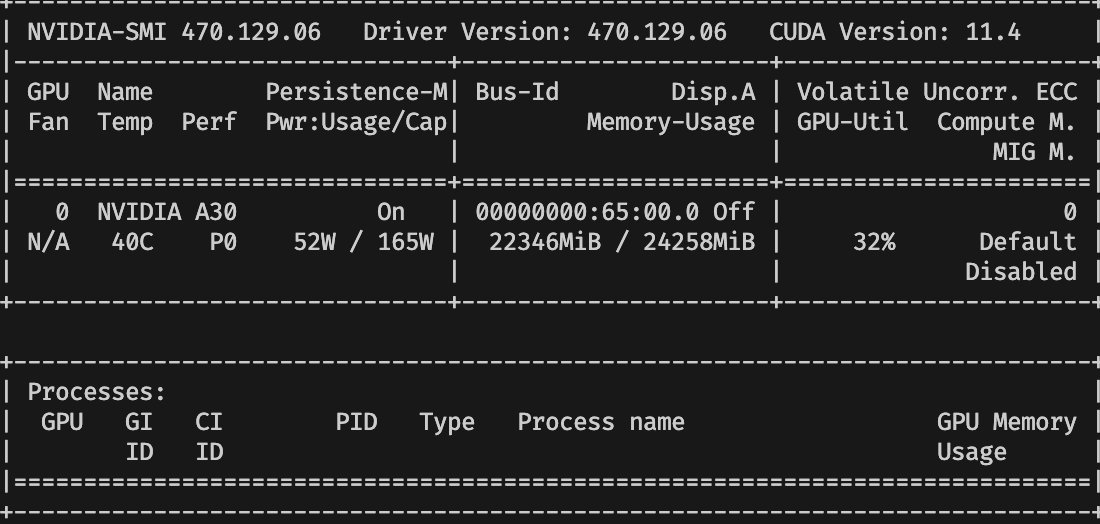 +-----------------------------------------------------------------------------+
| NVIDIA-SMI 470.129.06   Driver Version: 470.129.06   CUDA Version: 11.4     |
|-------------------------------+----------------------+----------------------+
| GPU  Name        Persistence-M| Bus-Id        Disp.A | Volatile Uncorr. ECC |
| Fan  Temp  Perf  Pwr:Usage/Cap|         Memory-Usage | GPU-Util  Compute M. |
|                               |                      |               MIG M. |
|===============================+======================+======================|
|   0  NVIDIA A30          On   | 00000000:65:00.0 Off |                    0 |
| N/A   40C    P0    52W / 165W |  22346MiB / 24258MiB |     32%      Default |
|                               |                      |             Disabled |
+-------------------------------+----------------------+----------------------+
+-----------------------------------------------------------------------------+
| Processes:                                                                  |
|  GPU   GI   CI        PID   Type   Process name                  GPU Memory |
|        ID   ID                                                   Usage      |
|=============================================================================|
+-----------------------------------------------------------------------------+